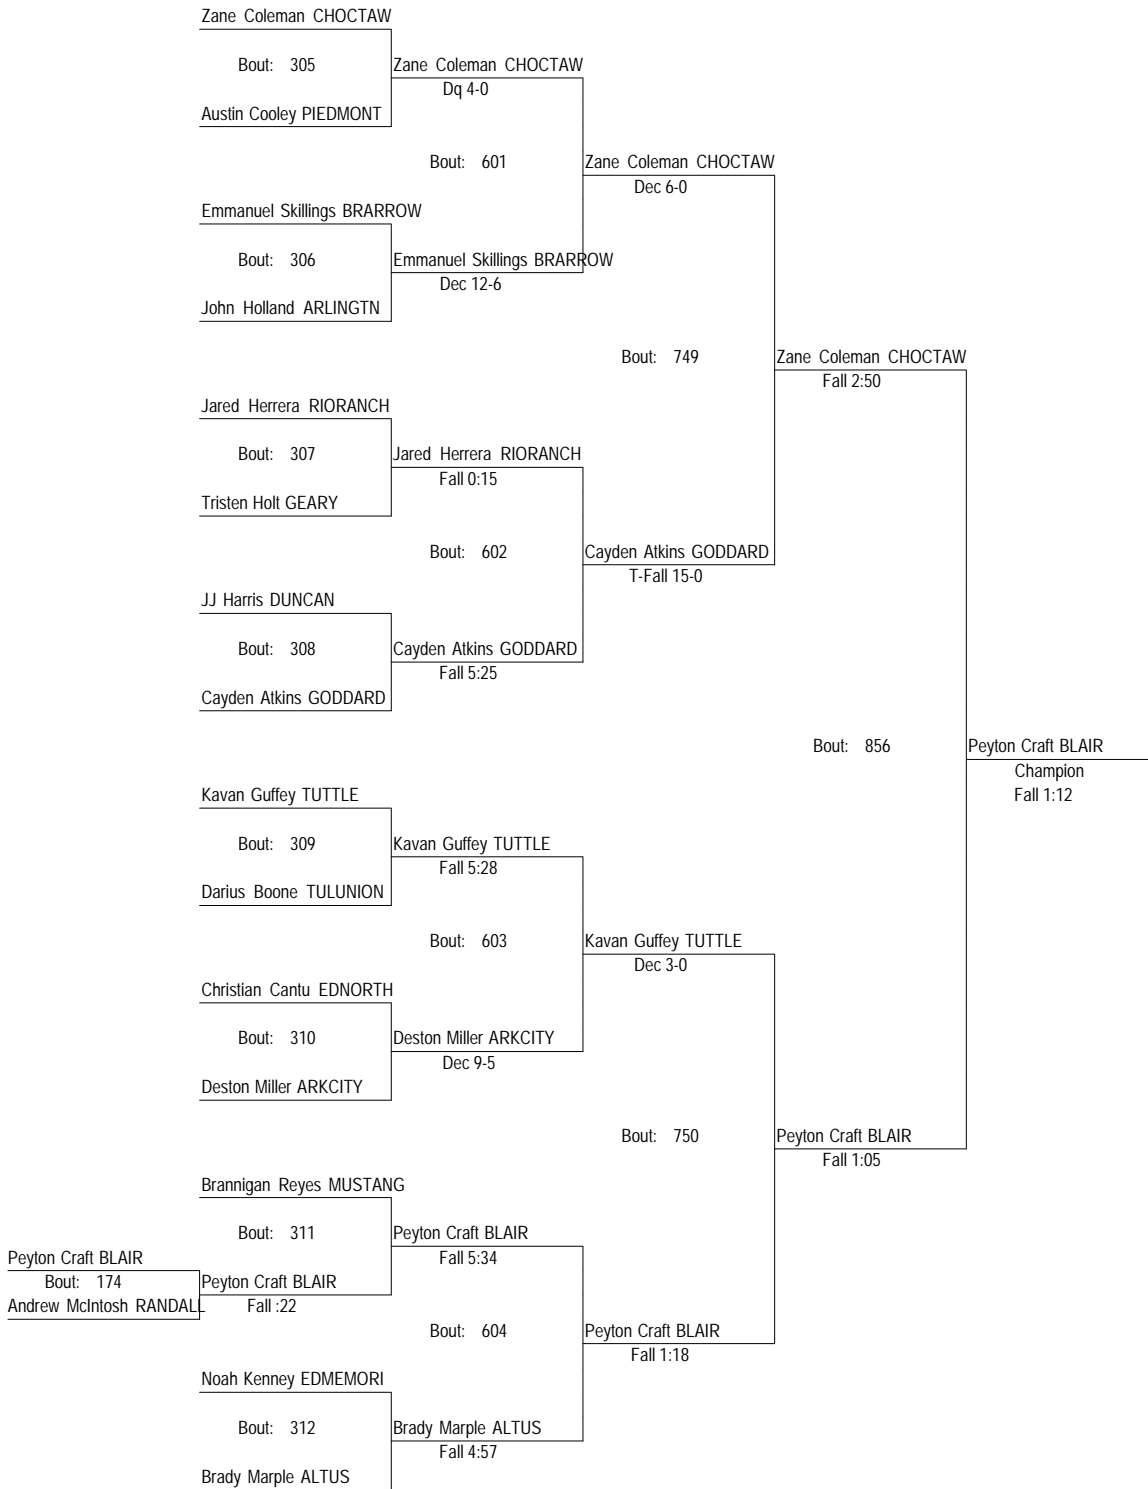 Zane Coleman CHOCTAW
Bout: 305
Zane Coleman CHOCTAW
Dq 4-0
Austin Cooley PIEDMONT
Bout: 601
Zane Coleman CHOCTAW
Dec 6-0
Emmanuel Skillings BRARROW
Bout: 306
Emmanuel Skillings BRARROW
Dec 12-6
John Holland ARLINGTN
Bout: 749
Zane Coleman CHOCTAW
Fall 2:50
Jared Herrera RIORANCH
Bout: 307
Jared Herrera RIORANCH
Fall 0:15
Tristen Holt GEARY
Bout: 602
Cayden Atkins GODDARD
T-Fall 15-0
JJ Harris DUNCAN
Bout: 308
Cayden Atkins GODDARD
Fall 5:25
Cayden Atkins GODDARD
Bout: 856
Peyton Craft BLAIR
Champion
Fall 1:12
Kavan Guffey TUTTLE
Bout: 309
Kavan Guffey TUTTLE
Fall 5:28
Darius Boone TULUNION
Bout: 603
Kavan Guffey TUTTLE
Dec 3-0
Christian Cantu EDNORTH
Bout: 310
Deston Miller ARKCITY
Dec 9-5
Deston Miller ARKCITY
Bout: 750
Peyton Craft BLAIR
Fall 1:05
Brannigan Reyes MUSTANG
Bout: 311
Peyton Craft BLAIR
Fall 5:34
Peyton Craft BLAIR
Bout: 174
Peyton Craft BLAIR
Andrew McIntosh RANDALL
Fall :22
Bout: 604
Peyton Craft BLAIR
Fall 1:18
Noah Kenney EDMEMORI
Bout: 312
Brady Marple ALTUS
Fall 4:57
Brady Marple ALTUS